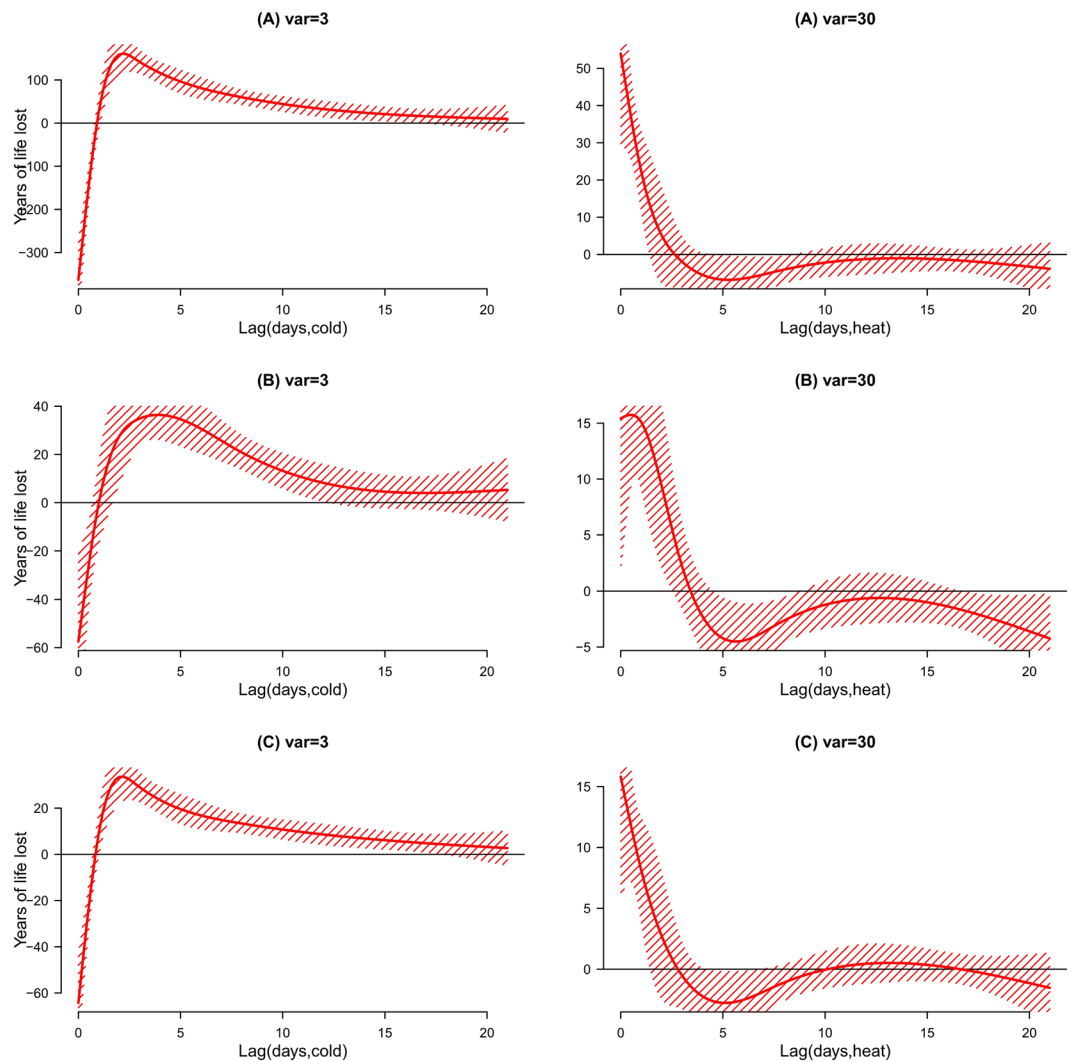 (A) var=3
Years of life lost
100
0
−100
−200
−300
0 5 10 15 20
Lag(days,cold)
(A) var=30
50
40
30
20
10
0
0 5 10 15 20
Lag(days,heat)
(B) var=3
Years of life lost
40
20
0
−20
−40
−60
0 5 10 15 20
Lag(days,cold)
(B) var=30
15
10
5
0
−5
0 5 10 15 20
Lag(days,heat)
(C) var=3
Years of life lost
20
0
−20
−40
−60
0 5 10 15 20
Lag(days,cold)
(C) var=30
15
10
5
0
0 5 10 15 20
Lag(days,heat)